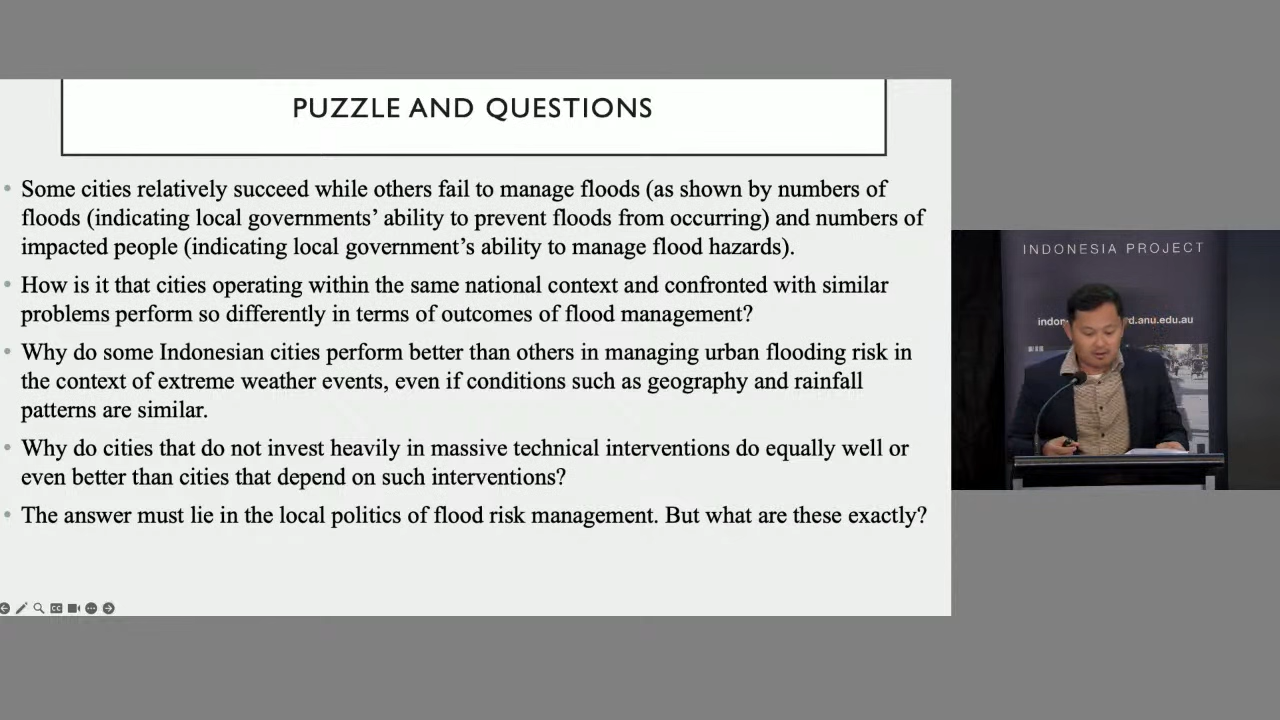 PUZZLE AND QUESTIONS
• Some cities relatively succeed while others fail to manage floods (as shown by numbers of
floods (indicating local governments’ ability to prevent floods from occurring) and numbers of
impacted people (indicating local government’s ability to manage flood hazards).
• How is it that cities operating within the same national context and confronted with similar
problems perform so differently in terms of outcomes of flood management?
• Why do some Indonesian cities perform better than others in managing urban flooding risk in
the context of extreme weather events, even if conditions such as geography and rainfall
patterns are similar.
• Why do cities that do not invest heavily in massive technical interventions do equally well or
even better than cities that depend on such interventions?
• The answer must lie in the local politics of flood risk management. But what are these exactly?
CC
INDONESIA PROJECT
indon
d.anu.edu.au